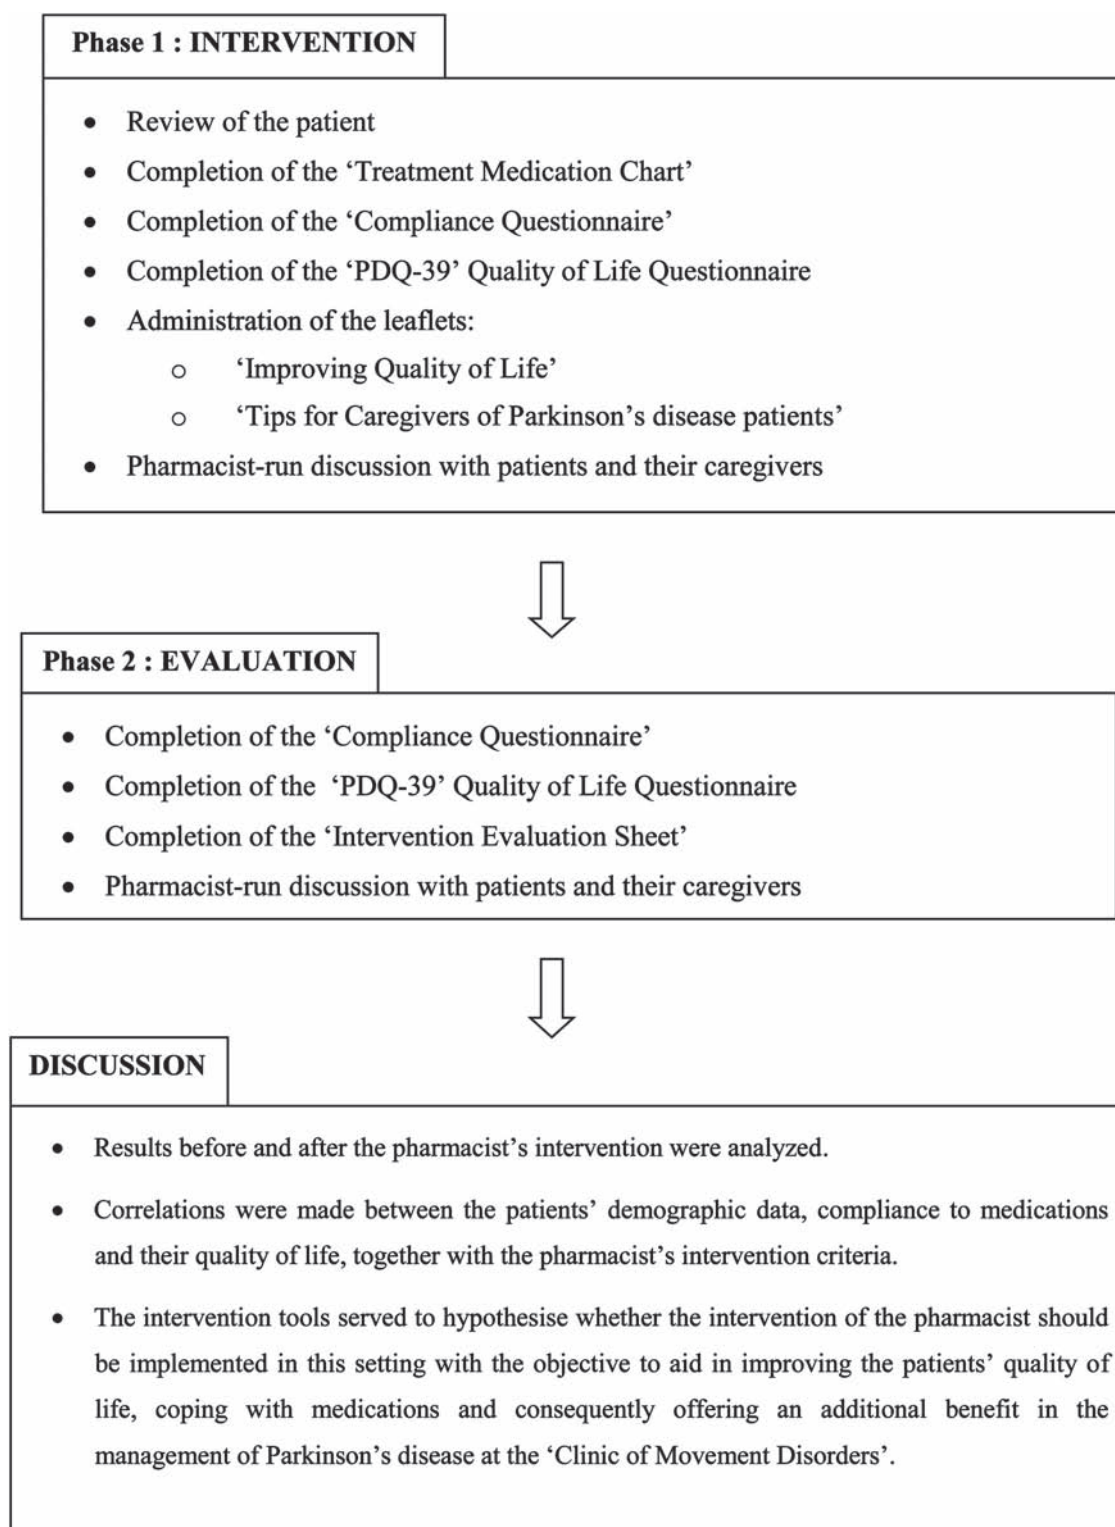 Phase 1 : INTERVENTION
• Review of the patient
• Completion of the ‘Treatment Medication Chart’
• Completion of the ‘Compliance Questionnaire’
• Completion of the ‘PDQ-39’ Quality of Life Questionnaire
• Administration of the leaflets:
o ‘Improving Quality of Life’
o ‘Tips for Caregivers of Parkinson’s disease patients’
• Pharmacist-run discussion with patients and their caregivers
Phase 2 : EVALUATION
• Completion of the ‘Compliance Questionnaire’
• Completion of the ‘PDQ-39’ Quality of Life Questionnaire
• Completion of the ‘Intervention Evaluation Sheet’
• Pharmacist-run discussion with patients and their caregivers
DISCUSSION
• Results before and after the pharmacist’s intervention were analyzed.
• Correlations were made between the patients’ demographic data, compliance to medications
and their quality of life, together with the pharmacist’s intervention criteria.
• The intervention tools served to hypothesise whether the intervention of the pharmacist should
be implemented in this setting with the objective to aid in improving the patients’ quality of
life, coping with medications and consequently offering an additional benefit in the
management of Parkinson’s disease at the ‘Clinic of Movement Disorders’.